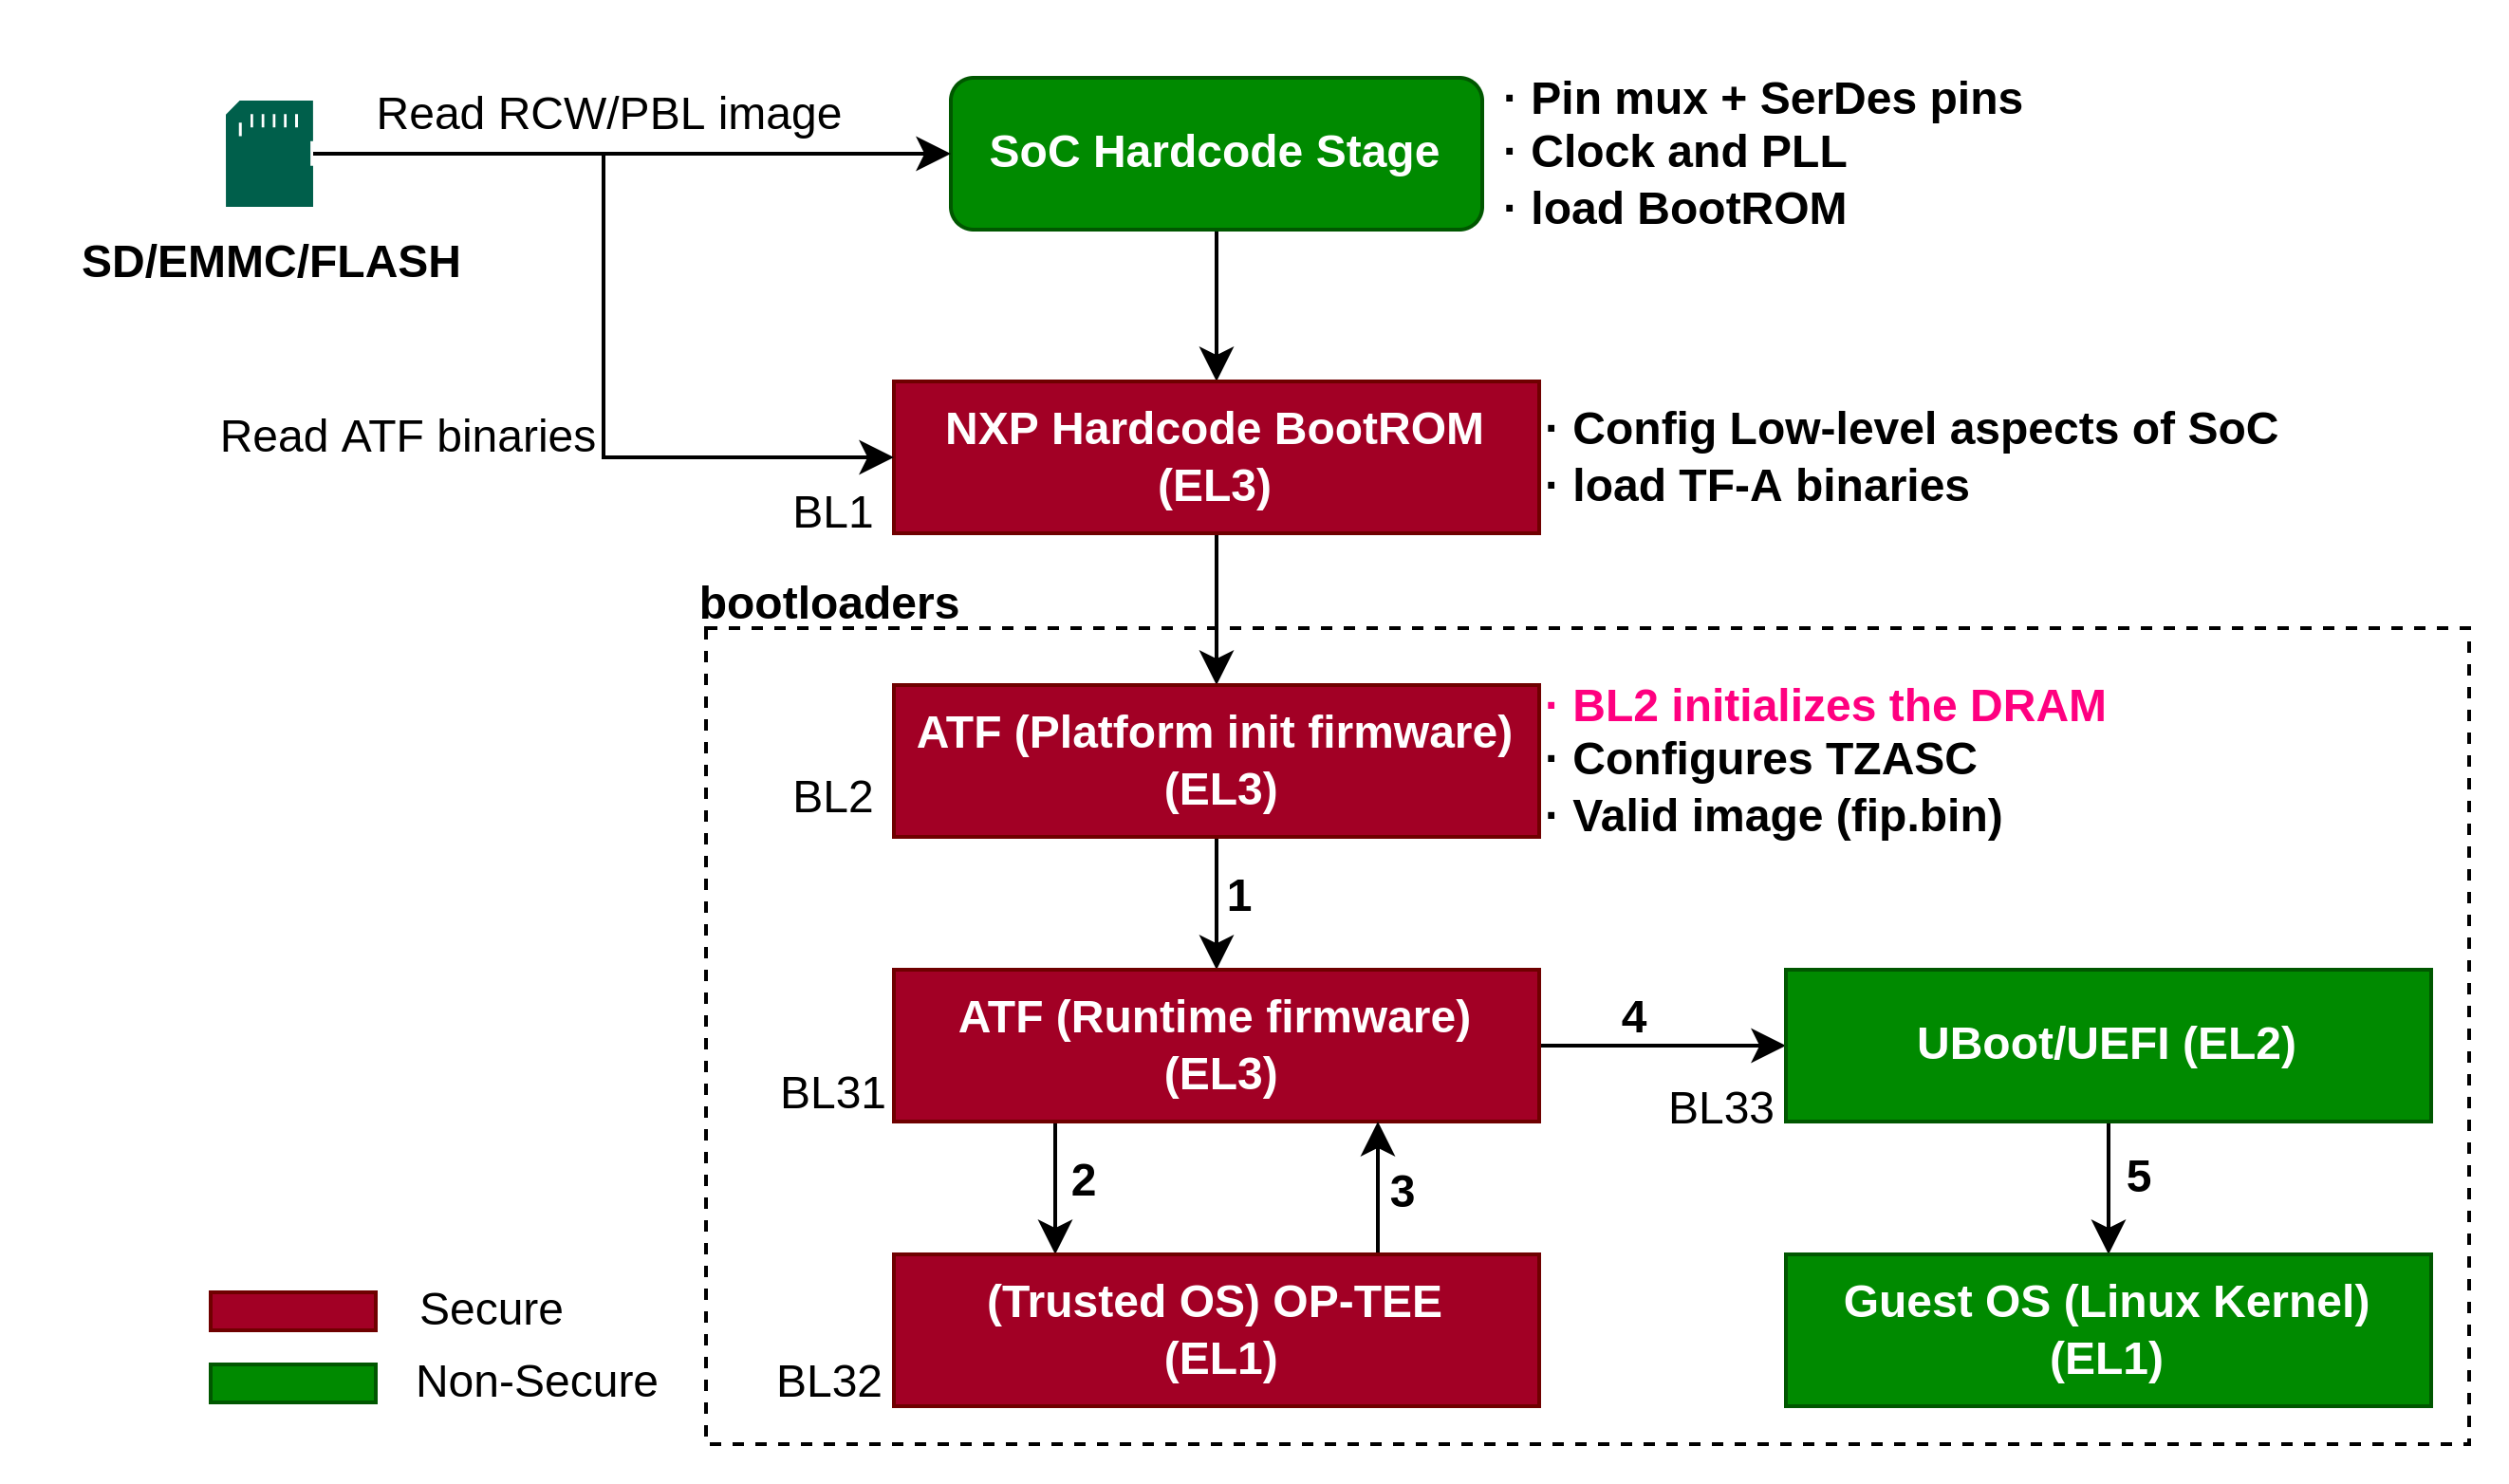 Read RCW/PBL image
SD/EMMC/FLASH
SoC Hardcode Stage
· Pin mux + SerDes pins
· Clock and PLL
· load BootROM
Read ATF binaries
BL1
NXP Hardcode BootROM
(EL3)
· Config Low-level aspects of SoC
· load TF-A binaries
bootloaders
BL2
ATF (Platform init firmware)
(EL3)
· BL2 initializes the DRAM
· Configures TZASC
· Valid image (fip.bin)
1
BL31
ATF (Runtime firmware)
(EL3)
4
BL33
UBoot/UEFI (EL2)
2
3
5
BL32
(Trusted OS) OP-TEE
(EL1)
Guest OS (Linux Kernel)
(EL1)
Secure
Non-Secure